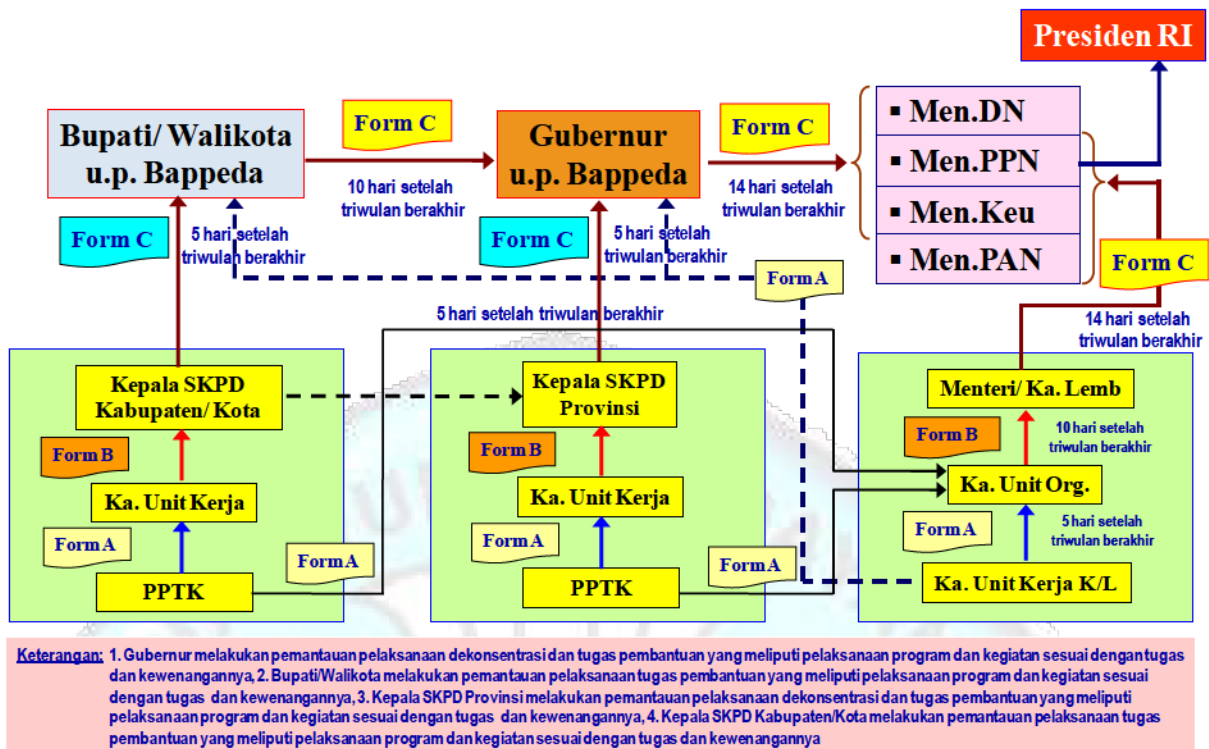 Presiden RI
Bupati/ Walikota
u.p. Bappeda
Form C
10 hari setelah
triwulan berakhir
Gubernur
u.p. Bappeda
Form C
14 hari setelah
triwulan berakhir
▪ Men.DN
▪ Men.PPN
▪ Men.Keu
▪ Men.PAN
Form C
5 hari setelah
triwulan berakhir
Form C
5 hari setelah
triwulan berakhir
Form A
Form C
14 hari setelah
triwulan berakhir
5 hari setelah triwulan berakhir
Kepala SKPD
Kabupaten/ Kota
Form B
Ka. Unit Kerja
Form A
PPTK
Form A
Kepala SKPD
Provinsi
Form B
Ka. Unit Kerja
Form A
PPTK
Form A
Menteri/ Ka. Lemb
Form B
10 hari setelah
triwulan berakhir
Ka. Unit Org.
Form A
5 hari setelah
triwulan berakhir
Ka. Unit Kerja K/L
Keterangan: 1. Gubernur melakukan pemantauan pelaksanaan dekonsentrasi dan tugas pembantuan yang meliputi pelaksanaan program dan kegiatan sesuai dengan tugas
dan kewenangannya, 2. Bupati/Walikota melakukan pemantauan pelaksanaan tugas pembantuan yang meliputi pelaksanaan program dan kegiatan sesuai
dengan tugas dan kewenangannya, 3. Kepala SKPD Provinsi melakukan pemantauan pelaksanaan dekonsentrasi dan tugas pembantuan yang meliputi
pelaksanaan program dan kegiatan sesuai dengan tugas dan kewenangannya, 4. Kepala SKPD Kabupaten/Kota melakukan pemantauan pelaksanaan tugas
pembantuan yang meliputi pelaksanaan program dan kegiatan sesuai dengan tugas dan kewenangannya